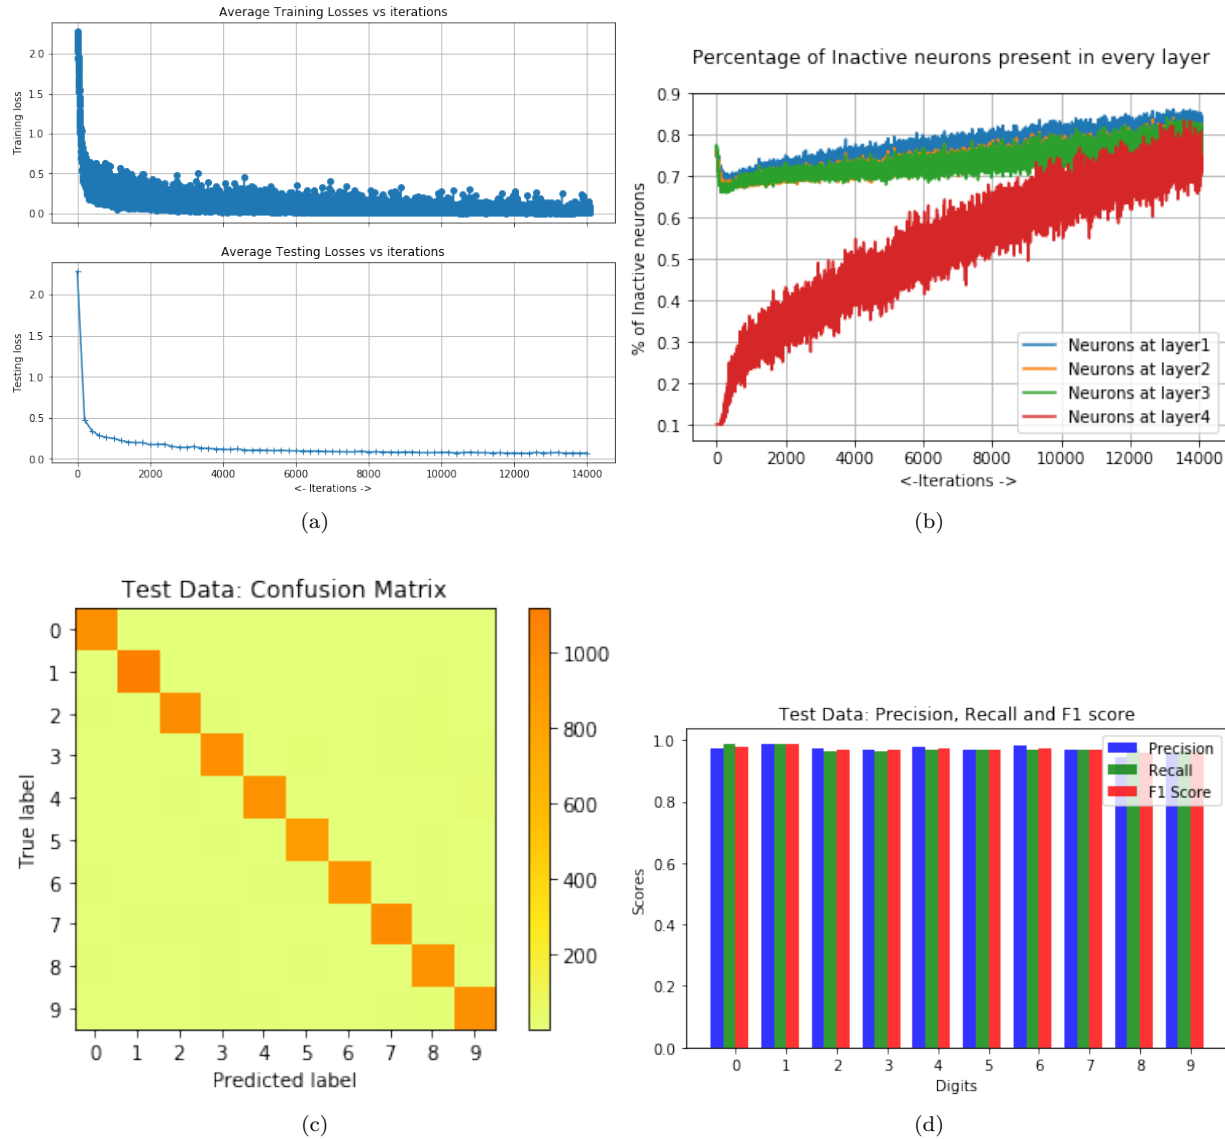 Average Training Losses vs iterations
Training loss
2.0
1.5
1.0
0.5
0.0
Average Testing Losses vs iterations
Testing loss
2.0
1.5
1.0
0.5
0.0
0 2000 4000 6000 8000 10000 12000 14000
<- Iterations ->
(a)
Percentage of Inactive neurons present in every layer
% of Inactive neurons
0.9
0.8
0.7
0.6
0.5
0.4
0.3
0.2
0.1
Neurons at layer1
Neurons at layer2
Neurons at layer3
Neurons at layer4
0 2000 4000 6000 8000 10000 12000 14000
<-Iterations ->
(b)
Test Data: Confusion Matrix
True label
0
1
2
3
4
5
6
7
8
9
0 1 2 3 4 5 6 7 8 9
Predicted label
1000
800
600
400
200
(c)
Test Data: Precision, Recall and F1 score
Scores
1.0
0.8
0.6
0.4
0.2
0.0
Precision
Recall
F1 Score
0 1 2 3 4 5 6 7 8 9
Digits
(d)